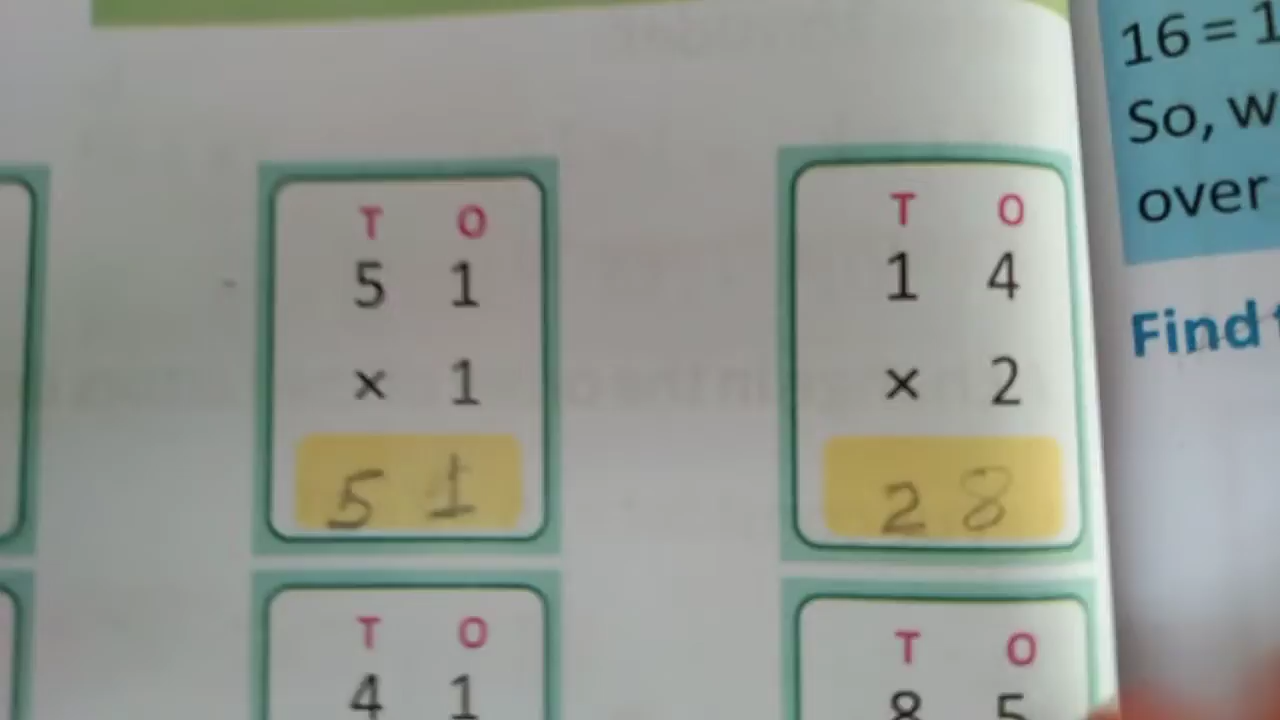 T O
5 1
× 1
5 1
T O
1 4
× 2
2 8
T O
4 1
T O
8 5
16 = 1
So, w
over
Find